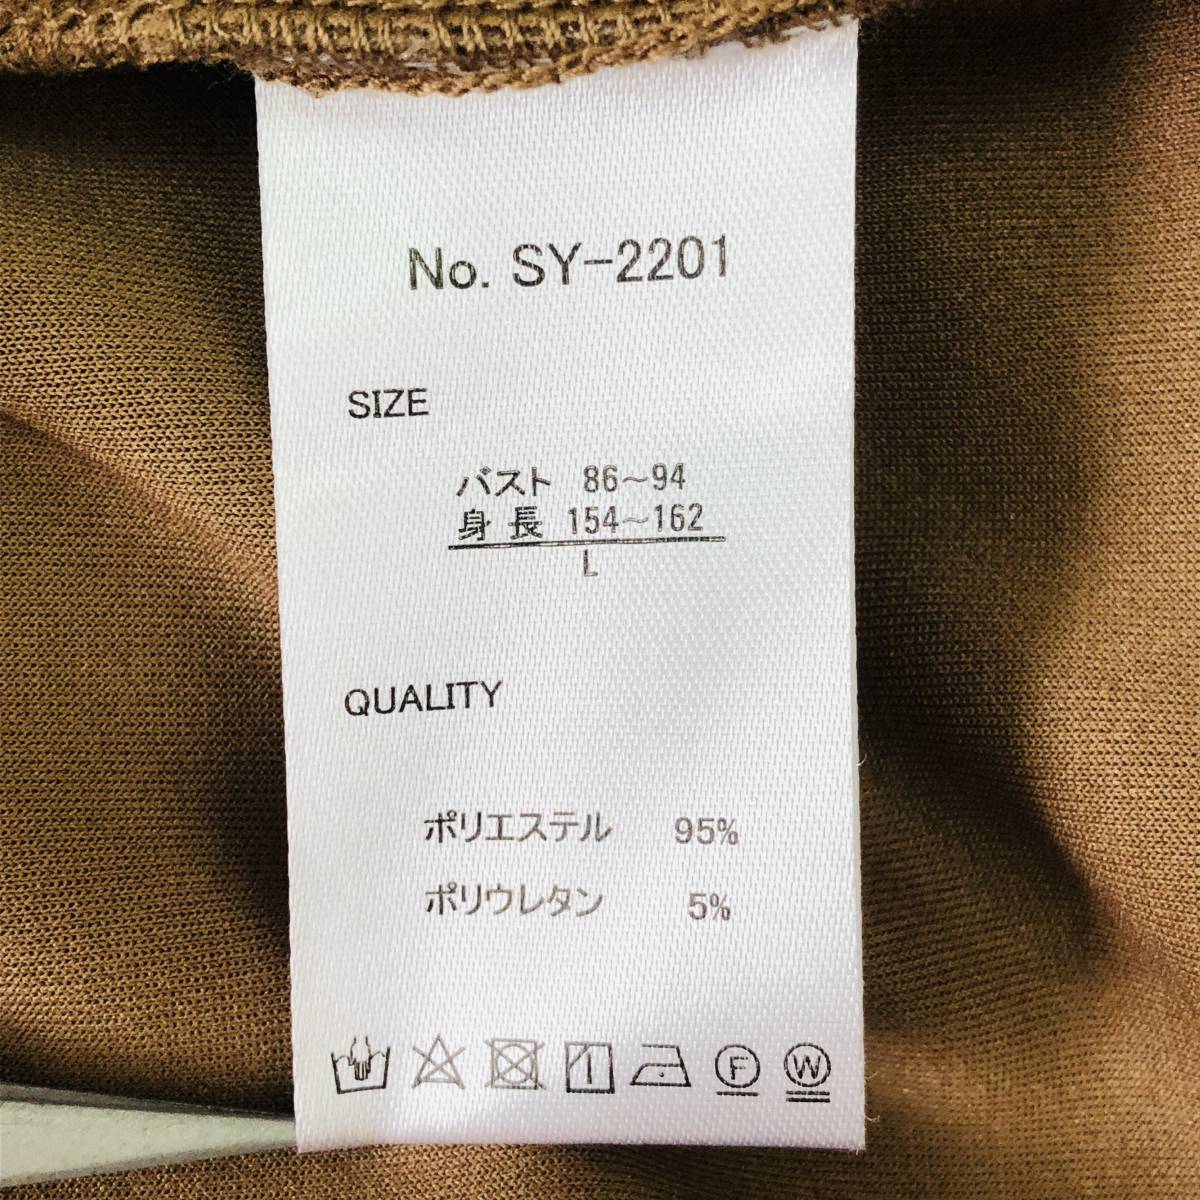 No. SY-2201
SIZE
バスト 86～94
身長 154～162
L
QUALITY
ポリエステル 95%
ポリウレタン 5%
F W